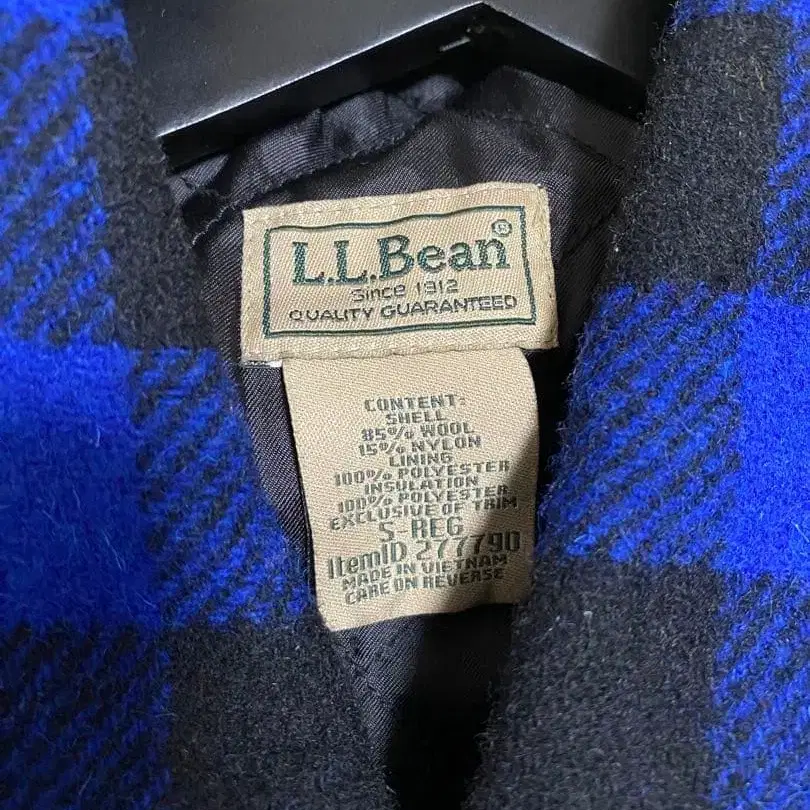 L.L.Bean®
Since 1912
QUALITY GUARANTEED
CONTENT:
SHELL
85% WOOL
15% NYLON
LINING
100% POLYESTER
INSULATION
100% POLYESTER
EXCLUSIVE OF TRIM
S-REG
ItemID 277790
MADE IN VIETNAM
CARE ON REVERSE